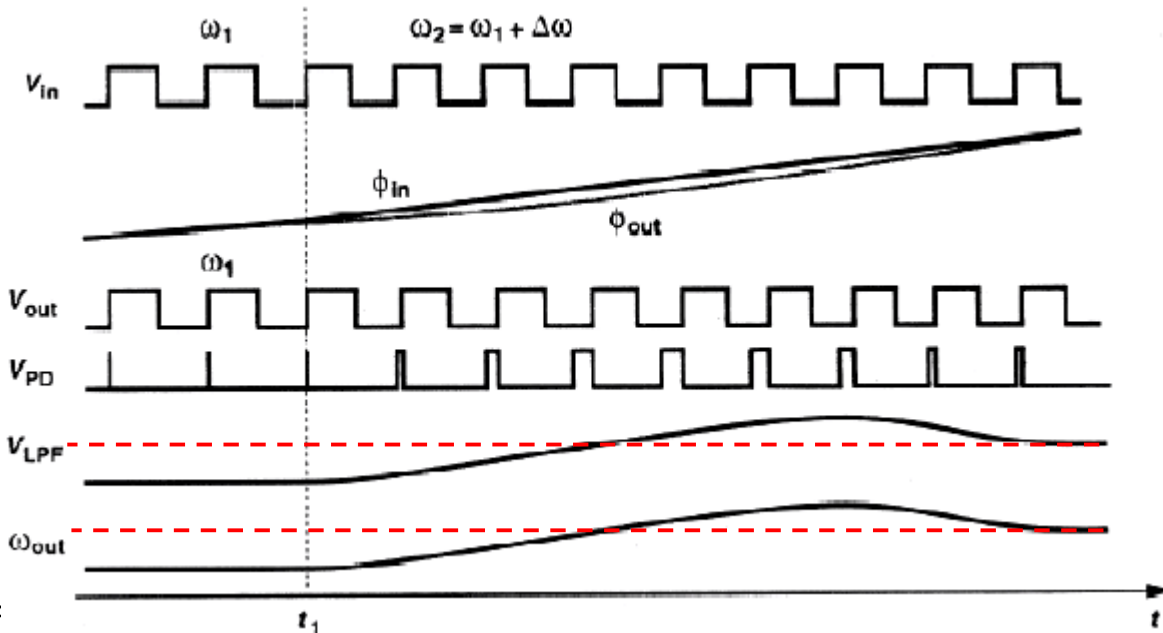 ω₁ ω₂ = ω₁ + Δω
Vin
ϕin
ϕout
ω₁
Vout
VPD
VLPF
ωout
:
t₁ t